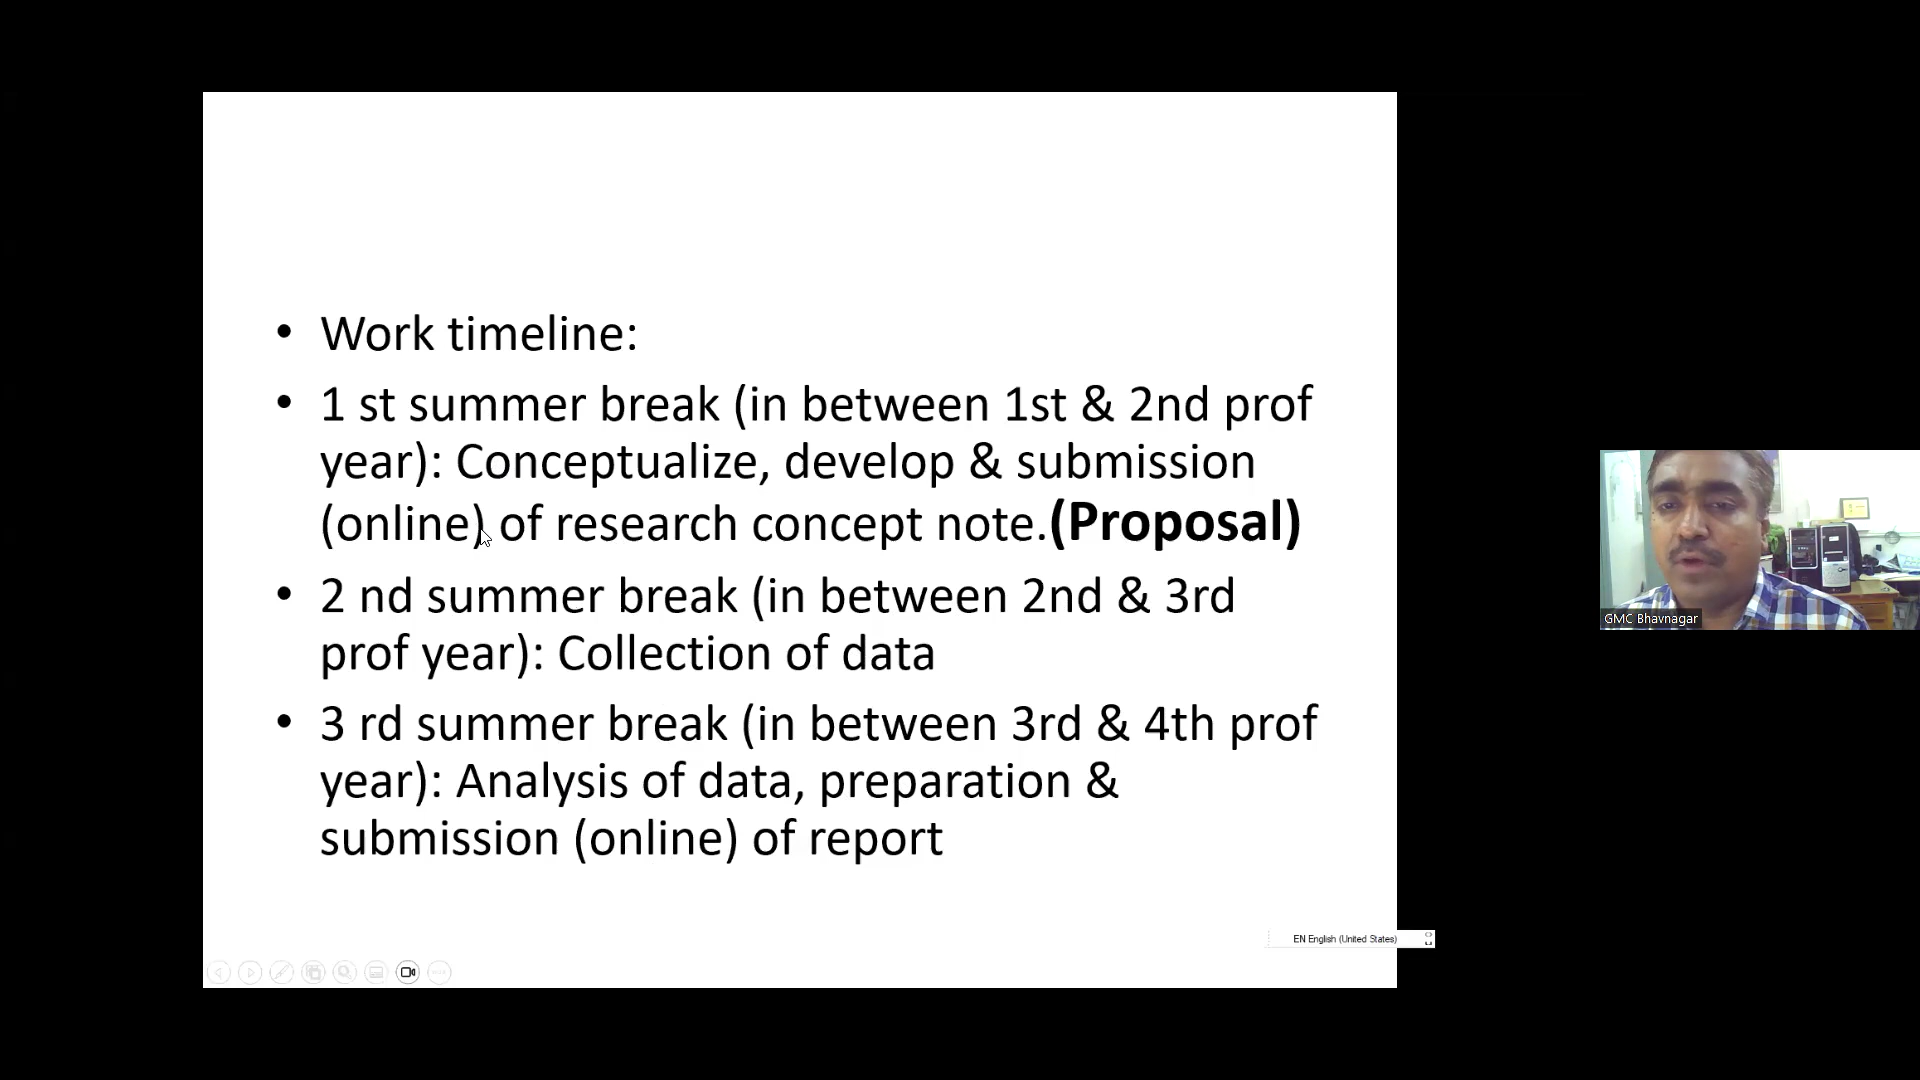 • Work timeline:
• 1 st summer break (in between 1st & 2nd prof
year): Conceptualize, develop & submission
(online) of research concept note.(Proposal)
• 2 nd summer break (in between 2nd & 3rd
prof year): Collection of data
• 3 rd summer break (in between 3rd & 4th prof
year): Analysis of data, preparation &
submission (online) of report
EN English (United States)
GMC Bhavnagar